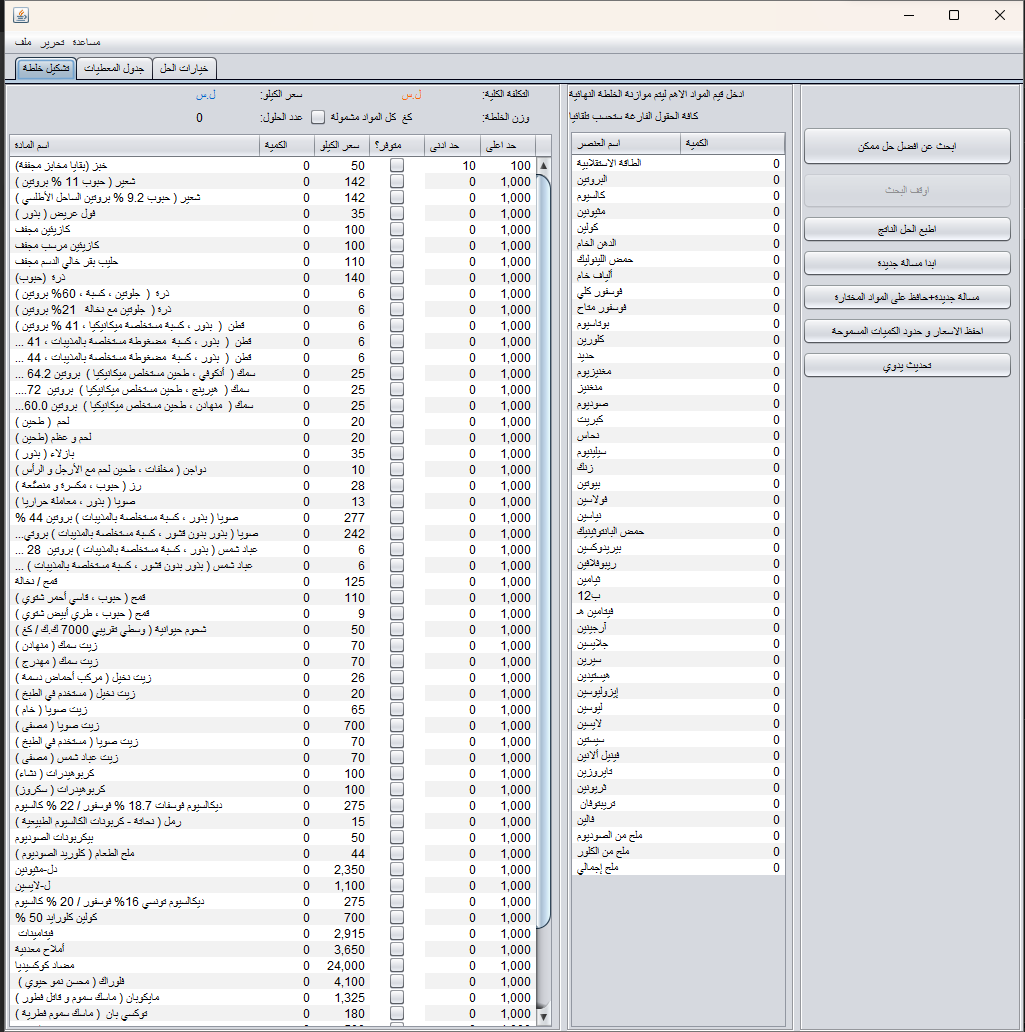 ملف تحرير مساعدة
تشكيل خلطة جدول المعطيات خيارات الحل
التكلفة الكلية: ل.س سعر الكيلو: ل.س
وزن الخلطة: كغ كل المواد مشمولة عدد الحلول: 0
اسم المادة الكمية سعر الكيلو متوفر؟ حد ادنى حد اعلى
خبز (بقايا مخابز مجففة) 0 50 10 100
شعير ( حبوب 11 % بروتين ) 0 142 0 1,000
شعير ( حبوب 9.2 % بروتين الساحل الأطلسي ) 0 142 0 1,000
فول عريض ( بذور ) 0 35 0 1,000
كازيئين مجفف 0 100 0 1,000
كازيئين مرسب مجفف 0 100 0 1,000
حليب بقر خالي الدسم مجفف 0 110 0 1,000
ذرة (حبوب) 0 140 0 1,000
ذرة ( جلوتين ، كسبة ، 60% بروتين ) 0 6 0 1,000
ذرة ( جلوتين مع نخالة 21% بروتين ) 0 6 0 1,000
قطن ( بذور ، كسبة مستخلصة ميكانيكيا ، 41 % بروتين ) 0 6 0 1,000
قطن ( بذور ، كسبة مضغوطة مستخلصة بالمذيبات ، 41 ... 0 6 0 1,000
قطن ( بذور ، كسبة مضغوطة مستخلصة بالمذيبات ، 44 ... 0 6 0 1,000
سمك ( أنكوفي ، طحين مستخلص ميكانيكيا ) بروتين 64.2 ... 0 25 0 1,000
سمك ( هيرينج ، طحين مستخلص ميكانيكيا ) بروتين 72.... 0 25 0 1,000
سمك ( منهادن ، طحين مستخلص ميكانيكيا ) بروتين 60.0... 0 25 0 1,000
لحم ( طحين ) 0 20 0 1,000
لحم و عظم (طحين ) 0 20 0 1,000
بازلاء ( بذور ) 0 35 0 1,000
دواجن ( مخلفات ، طحين لحم مع الأرجل و الرأس ) 0 10 0 1,000
رز ( حبوب ، مكسرة و منصّعة ) 0 28 0 1,000
صويا ( بذور ، معاملة حراريا ) 0 13 0 1,000
صويا ( بذور ، كسبة مستخلصة بالمذيبات ) بروتين 44 % 0 277 0 1,000
صويا ( بذور بدون قشور ، كسبة مستخلصة بالمذيبات ) بروتي... 0 242 0 1,000
عباد شمس ( بذور ، كسبة مستخلصة بالمذيبات ) بروتين 28 ... 0 6 0 1,000
عباد شمس ( بذور بدون قشور ، كسبة مستخلصة بالمذيبات ) ... 0 6 0 1,000
قمح / نخالة 0 125 0 1,000
قمح ( حبوب ، قاسي أحمر شتوي ) 0 110 0 1,000
قمح ( حبوب ، طري أبيض شتوي ) 0 9 0 1,000
شحوم حيوانية ( وسطي تقريبي 7000 ك.ك / كغ ) 0 50 0 1,000
زيت سمك ( منهادن ) 0 70 0 1,000
زيت سمك ( مهدرج ) 0 70 0 1,000
زيت نخيل ( مركب أحماض دسمة ) 0 26 0 1,000
زيت نخيل ( مستخدم في الطبخ ) 0 20 0 1,000
زيت صويا ( خام ) 0 65 0 1,000
زيت صويا ( مصفى ) 0 700 0 1,000
زيت صويا ( مستخدم في الطبخ ) 0 70 0 1,000
زيت عباد شمس ( مصفى ) 0 70 0 1,000
كربوهيدرات ( نشاء) 0 100 0 1,000
كربوهيدرات ( سكروز) 0 100 0 1,000
ديكالسيوم فوسفات 18.7 % فوسفور / 22 % كالسيوم 0 275 0 1,000
رمل ( نحاتة - كربونات الكالسيوم الطبيعية ) 0 15 0 1,000
بيكربونات الصوديوم 0 50 0 1,000
ملح الطعام ( كلوريد الصوديوم ) 0 44 0 1,000
دل-مثيونين 0 2,350 0 1,000
ل-لايسين 0 1,100 0 1,000
ديكالسيوم تونسي 16% فوسفور / 20 % كالسيوم 0 275 0 1,000
كولين كلورايد 50 % 0 700 0 1,000
فيتامينات 0 2,915 0 1,000
أملاح معدنية 0 3,650 0 1,000
مضاد كوكسيديا 0 24,000 0 1,000
فلوراك ( محسن نمو حيوي ) 0 4,100 0 1,000
مايكوبان ( ماسك سموم و قاتل فطور ) 0 1,325 0 1,000
توكسي بان ( ماسك سموم فطرية ) 0 180 0 1,000
ادخل قيم المواد الاهم ليتم موازنة الخلطة النهائية
كافة الحقول الفارغة ستحسب تلقائيا
اسم العنصر الكمية
الطاقة الاستقلابية 0
البروتين 0
كالسيوم 0
مثيونين 0
كولين 0
الدهن الخام 0
حمض اللينوليك 0
ألياف خام 0
فوسفور كلي 0
فوسفور متاح 0
بوتاسيوم 0
كلورين 0
حديد 0
مغنيزيوم 0
منغنيز 0
صوديوم 0
كبريت 0
نحاس 0
سيلينيوم 0
زنك 0
بيوتين 0
فولاسين 0
نياسين 0
حمض البانتوثينيك 0
بيريدوكسين 0
ريبوفلافين 0
ثيامين 0
ب12 0
فيتامين هـ 0
أرجينين 0
جلايسين 0
سيرين 0
هيستيدين 0
إيزوليوسين 0
ليوسين 0
لايسين 0
سيستين 0
فينيل آلانين 0
تايروزين 0
ثريونين 0
تريبتوفان 0
فالين 0
ملح من الصوديوم 0
ملح من الكلور 0
ملح إجمالي 0
ابحث عن افضل حل ممكن
اوقف البحث
اطبع الحل الناتج
ابدا مسالة جديدة
مسالة جديدة+حافظ على المواد المختارة
احفظ الاسعار و حدود الكميات المسموحة
تحديث يدوي